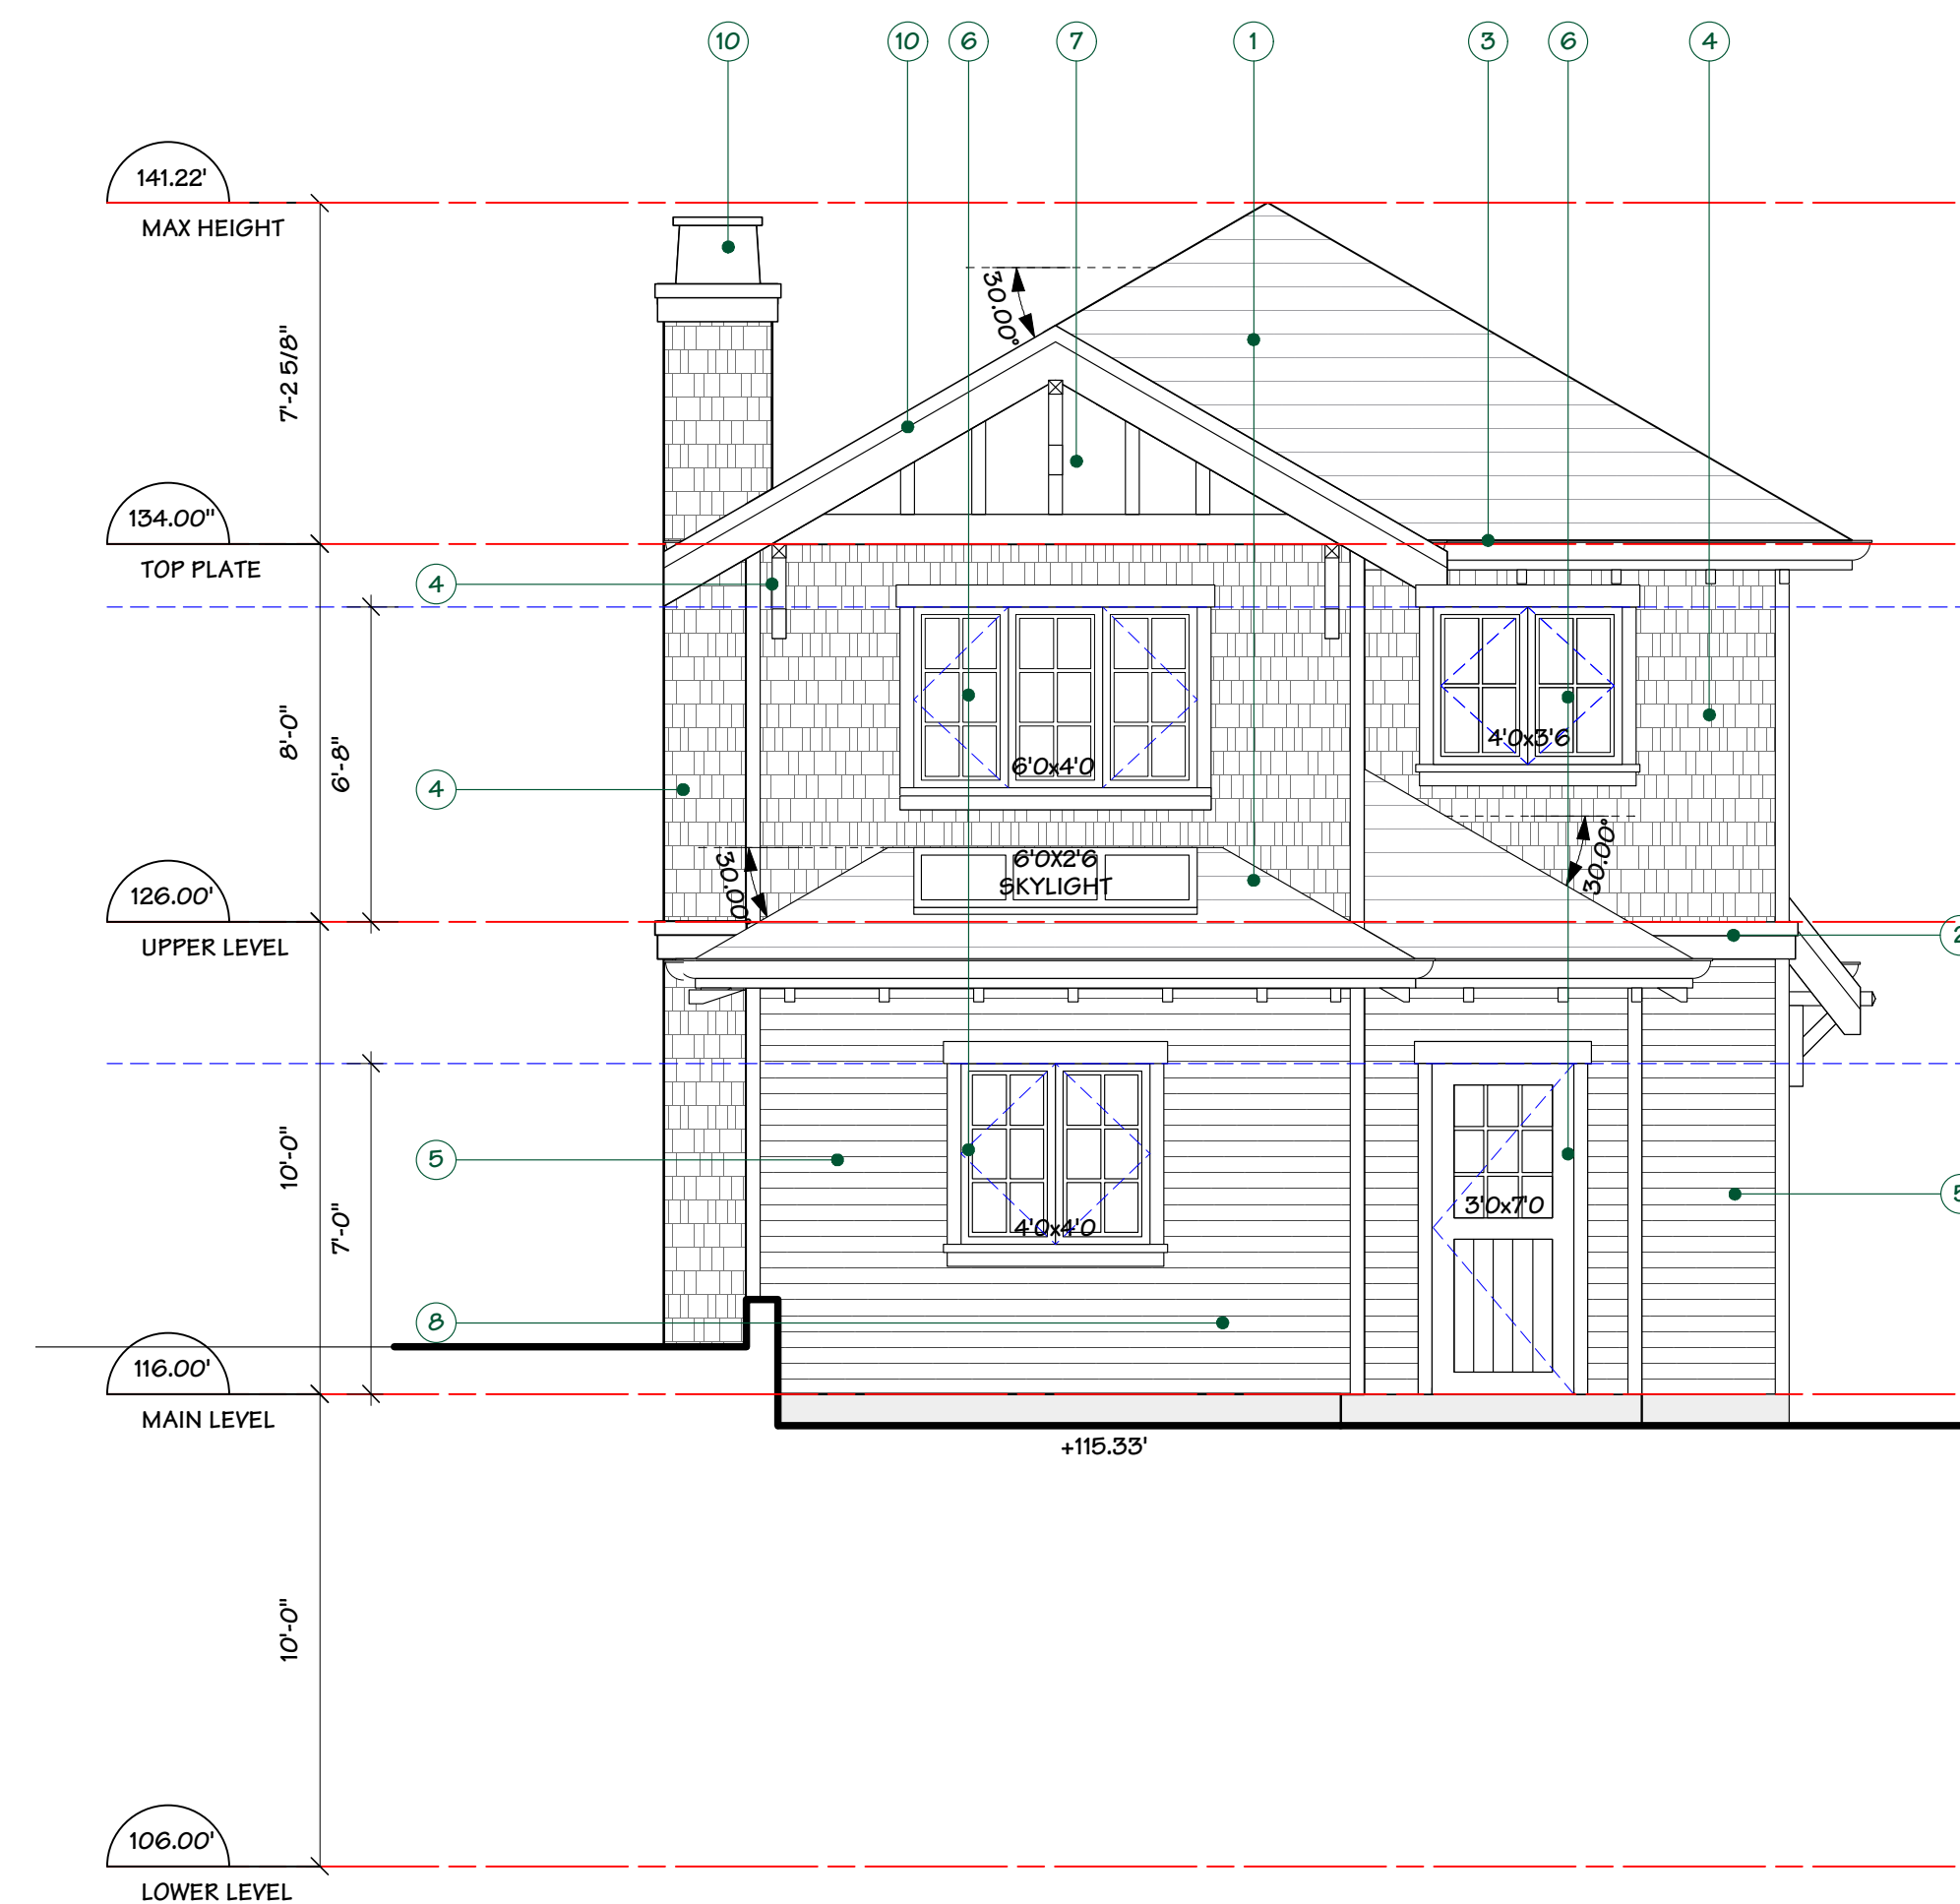 10 10 6 7 1 3 6 4
141.22'
MAX HEIGHT
30.00°
7'-2 5/8"
134.00"
TOP PLATE
4
8'-0"
6'-8"
4
6'0x4'0
4'0x3'6
30.00°
30.00°
6'0X2'6
SKYLIGHT
126.00'
UPPER LEVEL
2
10'-0"
7'-0"
5
5
4'0x4'0
3'0x7'0
8
116.00'
MAIN LEVEL
+115.33'
10'-0"
106.00'
LOWER LEVEL